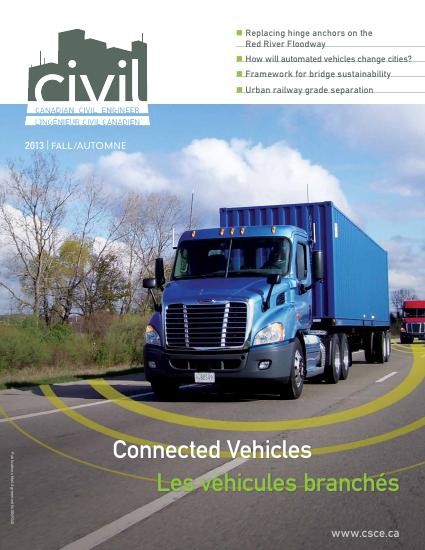 civil
CANADIAN CIVIL ENGINEER
L'INGÉNIEUR CIVIL CANADIEN
2013 | FALL/AUTOMNE
Replacing hinge anchors on the
Red River Floodway
How will automated vehicles change cities?
Framework for bridge sustainability
Urban railway grade separation
Connected Vehicles
Les véhicules branchés
www.csce.ca